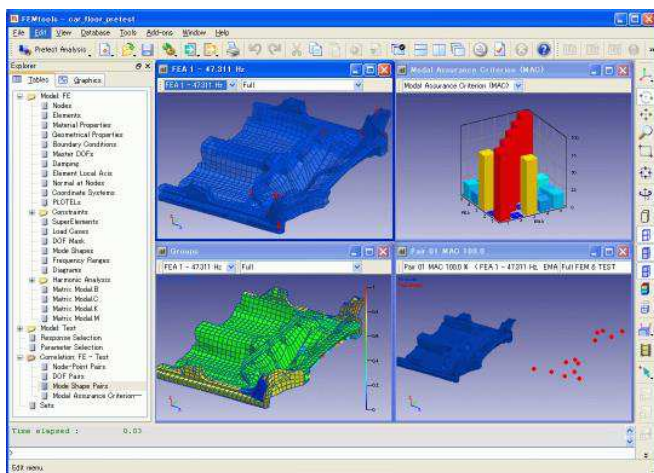 FEMtools - car_floor_pretest
File Edit View Database Tools Add-ons Window Help
Pretest Analysis
Explorer
Tables Graphics
Model FE
Nodes
Elements
Material Properties
Geometrical Properties
Boundary Conditions
Master DOFs
Damping
Element Local Axis
Normal at Nodes
Coordinate Systems
PLOTELs
Constraints
SuperElements
Load Cases
DOF Mask
Mode Shapes
Frequency Ranges
Diagrams
Harmonic Analysis
Matrix Model.B
Matrix Model.C
Matrix Model.K
Matrix Model.M
Model Test
Response Selection
Parameter Selection
Correlation FE - Test
Node-Point Pairs
DOF Pairs
Mode Shape Pairs
Modal Assurance Criterion
Sets
FEA 1 - 47.311 Hz
FEA 1 - 47.311 Hz Full
Modal Assurance Criterion (MAC)
Modal Assurance Criterion (MAC)
Groups
FEA 1 - 47.311 Hz Full
Pair 01 MAC 100.0
Pair 01 MAC 100.0 % ( FEA 1 - 47.311 Hz, EMA Full FEM & TEST
Time elapsed : 0.03
Edit menu